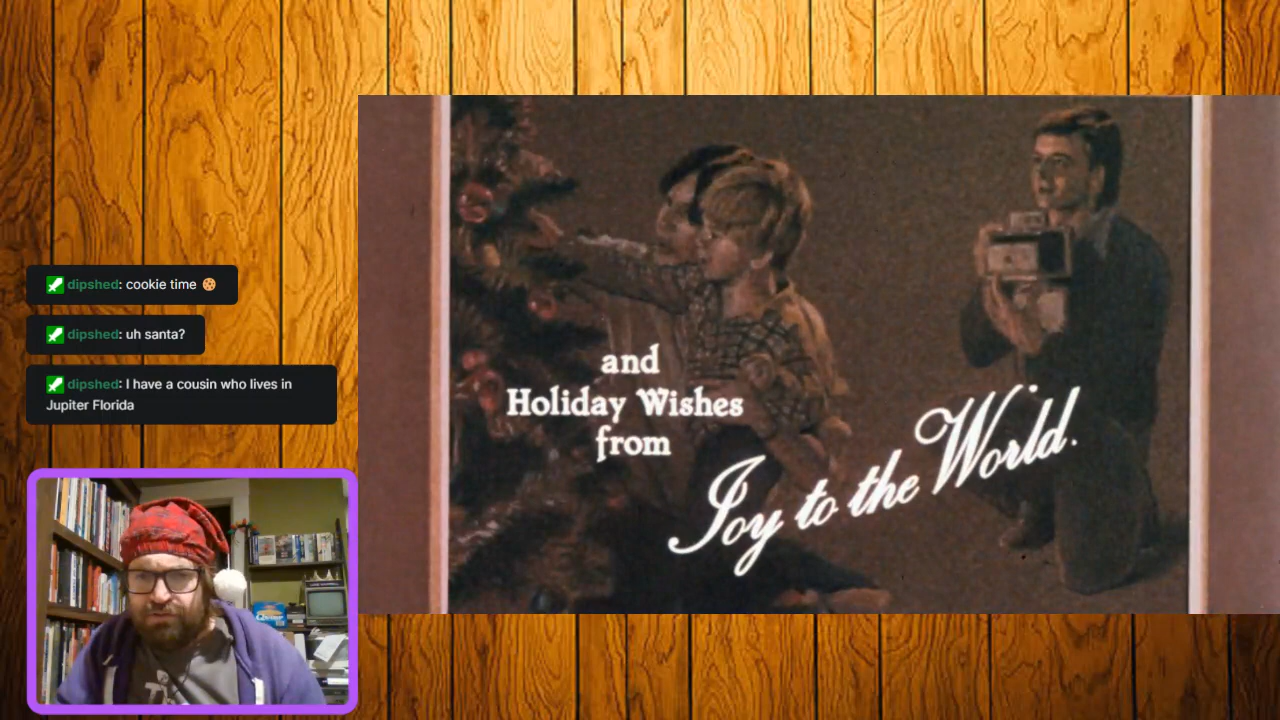 dipshed: cookie time
dipshed: uh santa?
dipshed: I have a cousin who lives in
Jupiter Florida
and
Holiday Wishes
from
Joy to the World.